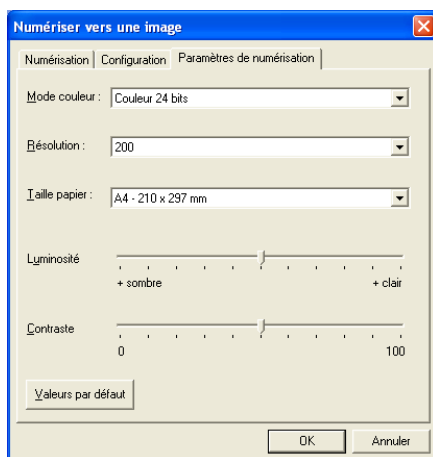 Numériser vers une image
Numérisation Configuration Paramètres de numérisation
Mode couleur : Couleur 24 bits
Résolution : 200
Taille papier : A4 - 210 x 297 mm
Luminosité
+ sombre + clair
Contraste
0 100
Valeurs par défaut
OK Annuler